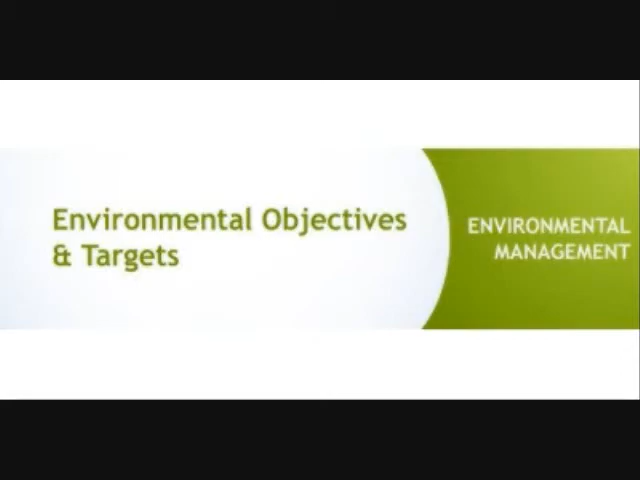 Environmental Objectives
& Targets
ENVIRONMENTAL
MANAGEMENT